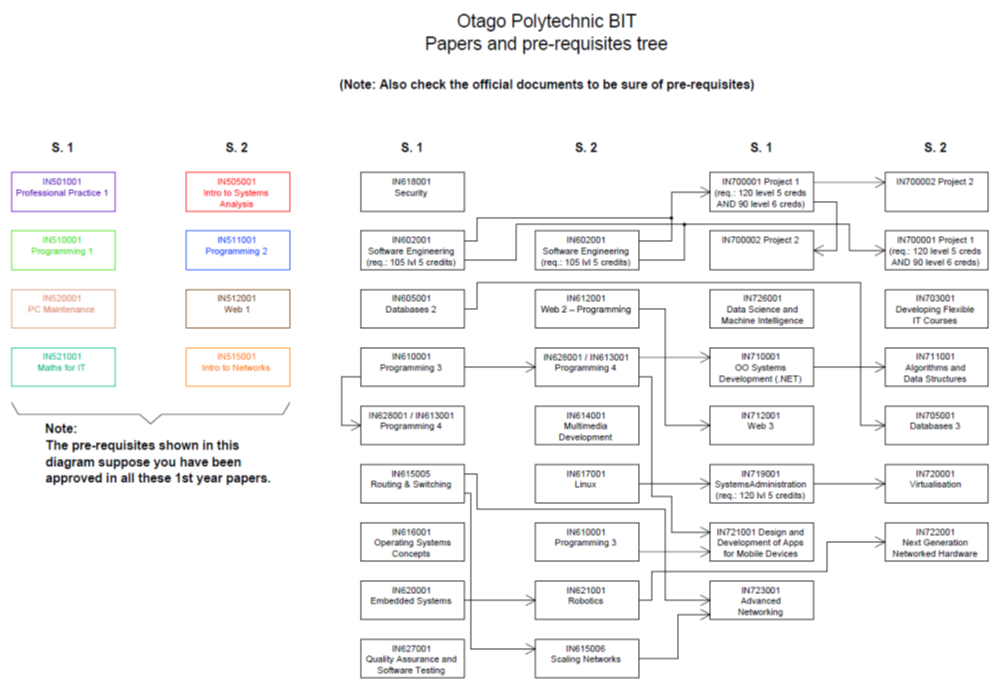 Otago Polytechnic BIT
Papers and pre-requisites tree
(Note: Also check the official documents to be sure of pre-requisites)
S. 1
S. 2
S. 1
S. 2
S. 1
S. 2
IN501001
Professional Practice 1
IN505001
Intro to Systems
Analysis
IN618001
Security
IN700001 Project 1
(req.: 120 level 5 creds
AND 90 level 6 creds)
IN700002 Project 2
IN510001
Programming 1
IN511001
Programming 2
IN602001
Software Engineering
(req.: 105 lvl 5 credits)
IN602001
Software Engineering
(req.: 105 lvl 5 credits)
IN700002 Project 2
IN700001 Project 1
(req.: 120 level 5 creds
AND 90 level 6 creds)
IN520001
PC Maintenance
IN512001
Web 1
IN605001
Databases 2
IN612001
Web 2 – Programming
IN726001
Data Science and
Machine Intelligence
IN703001
Developing Flexible
IT Courses
IN521001
Maths for IT
IN515001
Intro to Networks
IN610001
Programming 3
IN628001 / IN613001
Programming 4
IN710001
OO Systems
Development (.NET)
IN711001
Algorithms and
Data Structures
Note:
The pre-requisites shown in this
diagram suppose you have been
approved in all these 1st year papers.
IN628001 / IN613001
Programming 4
IN614001
Multimedia
Development
IN712001
Web 3
IN705001
Databases 3
IN615005
Routing & Switching
IN617001
Linux
IN719001
SystemsAdministration
(req.: 120 lvl 5 credits)
IN720001
Virtualisation
IN616001
Operating Systems
Concepts
IN610001
Programming 3
IN721001 Design and
Development of Apps
for Mobile Devices
IN722001
Next Generation
Networked Hardware
IN620001
Embedded Systems
IN621001
Robotics
IN723001
Advanced
Networking
IN627001
Quality Assurance and
Software Testing
IN615006
Scaling Networks